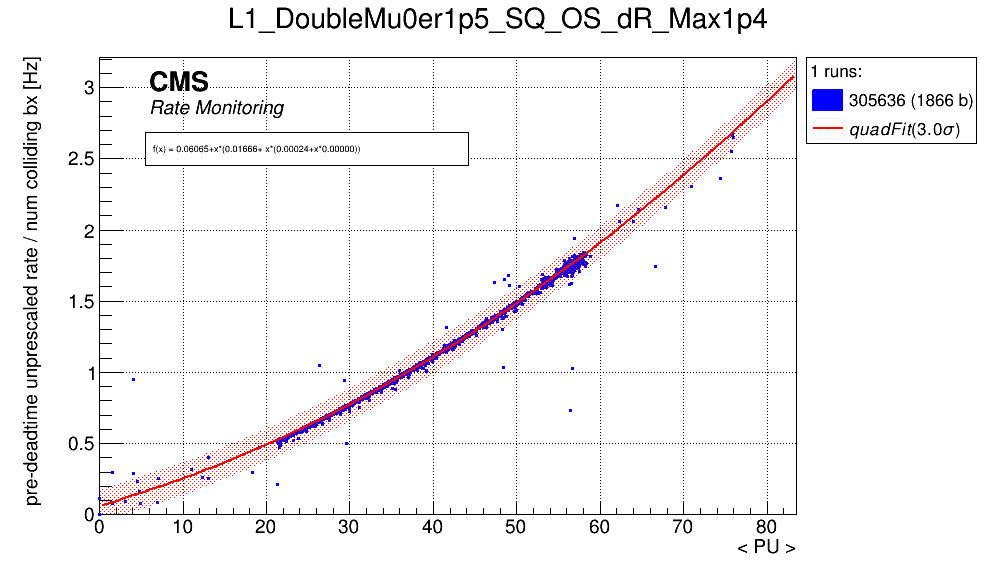 L1_DoubleMu0er1p5_SQ_OS_dR_Max1p4
pre-deadtime unprescaled rate / num colliding bx [Hz]
CMS
Rate Monitoring
f(x) = 0.06065+x*(0.01666+ x*(0.00024+x*0.00000))
3
2.5
2
1.5
1
0.5
0
0 10 20 30 40 50 60 70 80
< PU >
1 runs:
305636 (1866 b)
quadFit(3.0σ)